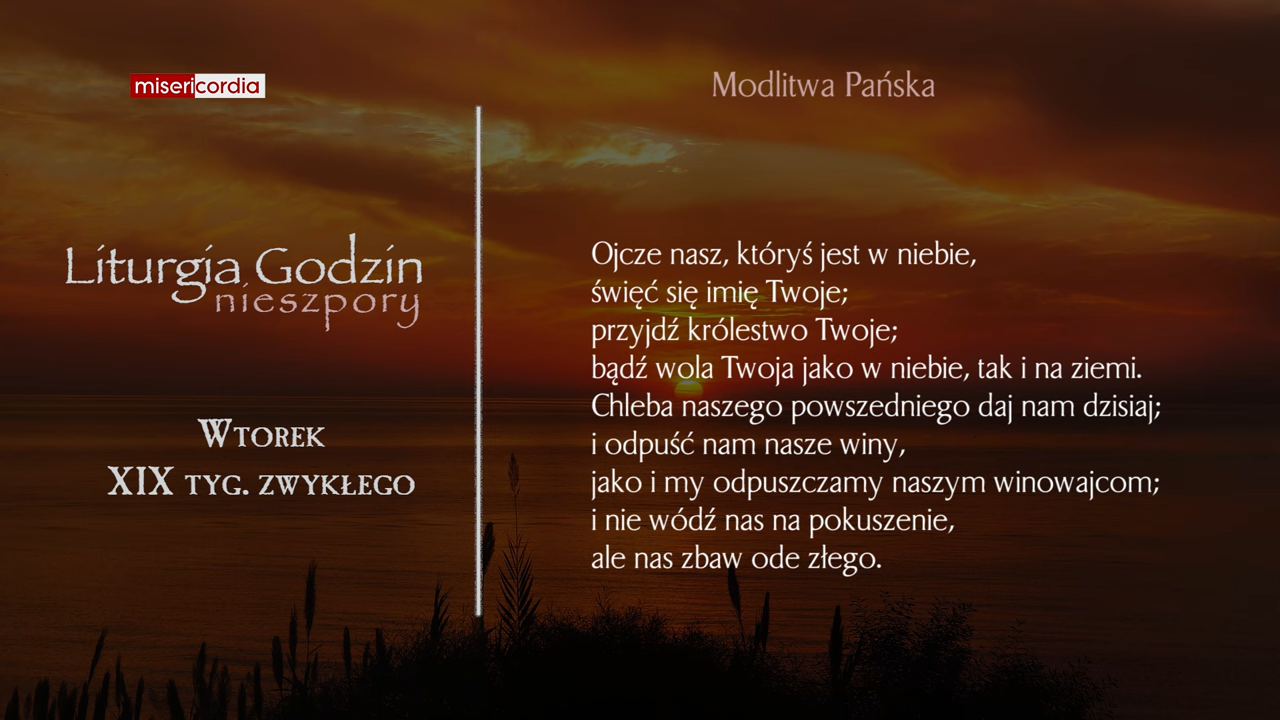 misericordia
Liturgia Godzin
nieszpory
Wtorek
XIX tyg. zwykłego
Modlitwa Pańska
Ojcze nasz, któryś jest w niebie,
święć się imię Twoje;
przyjdź królestwo Twoje;
bądź wola Twoja jako w niebie, tak i na ziemi.
Chleba naszego powszedniego daj nam dzisiaj;
i odpuść nam nasze winy,
jako i my odpuszczamy naszym winowajcom;
i nie wódź nas na pokuszenie,
ale nas zbaw ode złego.